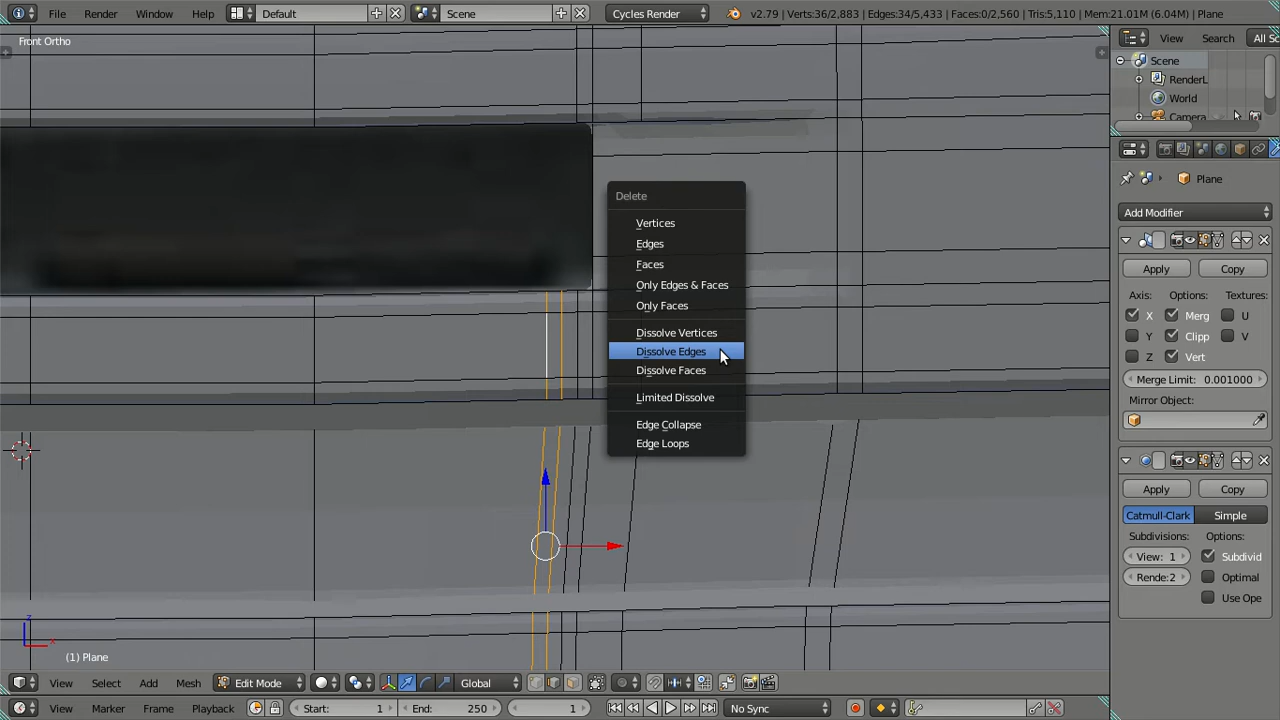 File Render Window Help Default Scene Cycles Render v2.79 | Verts:36/2,883 | Edges:34/5,433 | Faces:0/2,560 | Tris:5,110 | Mem:21.01M (6.04M) | Plane
Front Ortho
View Search All Sc
Scene
RenderL
World
Camera
Plane
Add Modifier
Apply Copy
Axis: Options: Textures:
X Merg U
Y Clipp V
Z Vert
Merge Limit: 0.001000
Mirror Object:
Apply Copy
Catmull-Clark Simple
Subdivisions: Options:
View: 1 Subdivid
Rende:2 Optimal
Use Ope
Delete
Vertices
Edges
Faces
Only Edges & Faces
Only Faces
Dissolve Vertices
Dissolve Edges
Dissolve Faces
Limited Dissolve
Edge Collapse
Edge Loops
z
x
(1) Plane
View Select Add Mesh Edit Mode Global
View Marker Frame Playback Start: 1 End: 250 1 No Sync